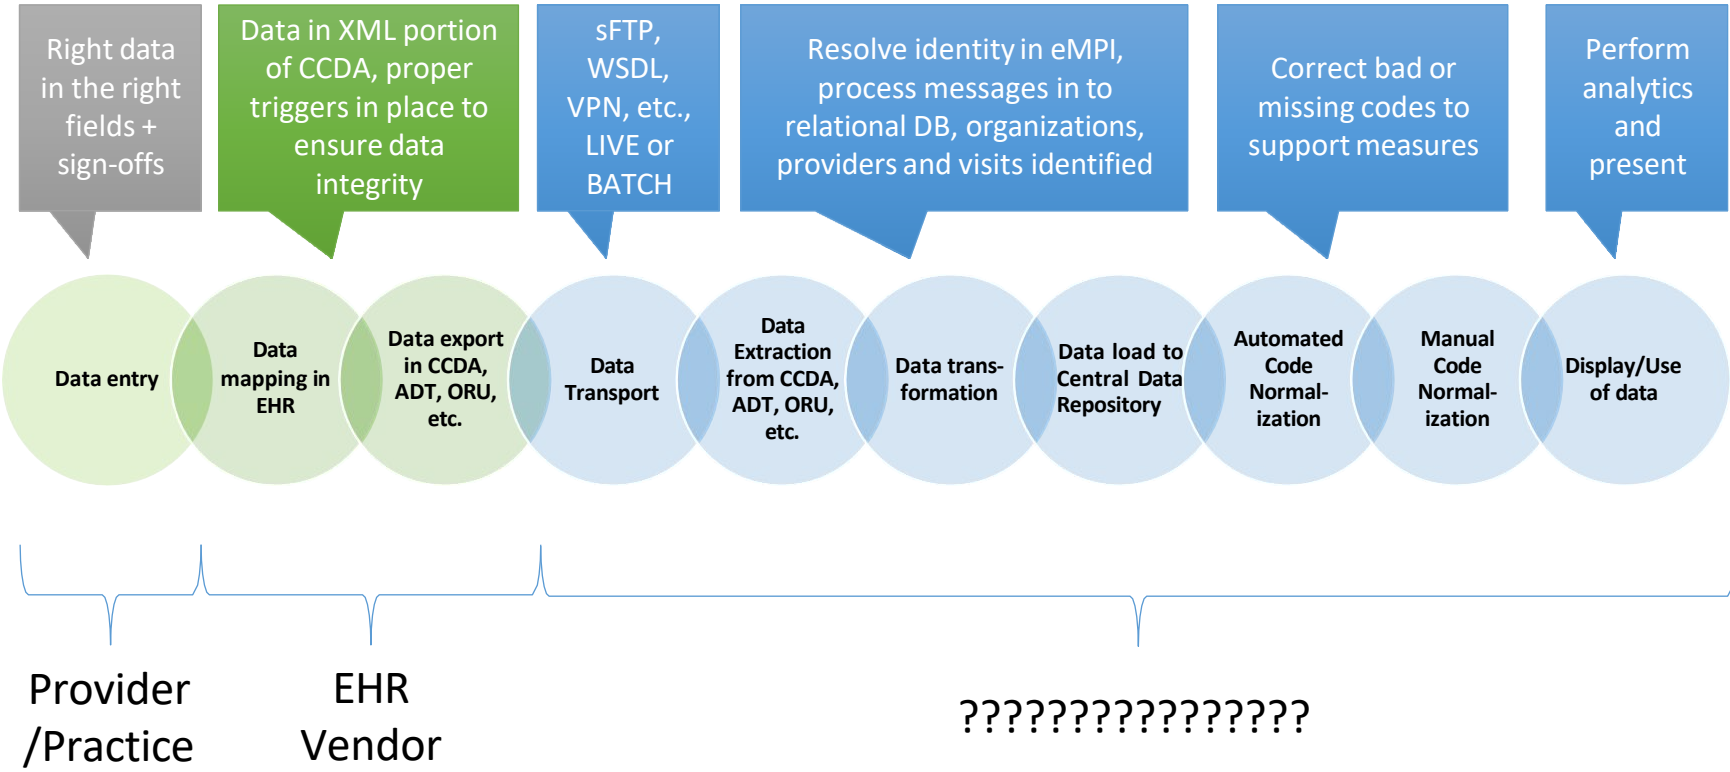 Right data
in the right
fields +
sign-offs
Data in XML portion
of CCDA, proper
triggers in place to
ensure data
integrity
sFTP,
WSDL,
VPN, etc.,
LIVE or
BATCH
Resolve identity in eMPI,
process messages in to
relational DB, organizations,
providers and visits identified
Correct bad or
missing codes to
support measures
Perform
analytics
and
present
Data entry
Data
mapping in
EHR
Data export
in CCDA,
ADT, ORU,
etc.
Data
Transport
Data
Extraction
from CCDA,
ADT, ORU,
etc.
Data trans-
formation
Data load to
Central Data
Repository
Automated
Code
Normal-
ization
Manual
Code
Normal-
ization
Display/Use
of data
Provider
/Practice
EHR
Vendor
????????????????